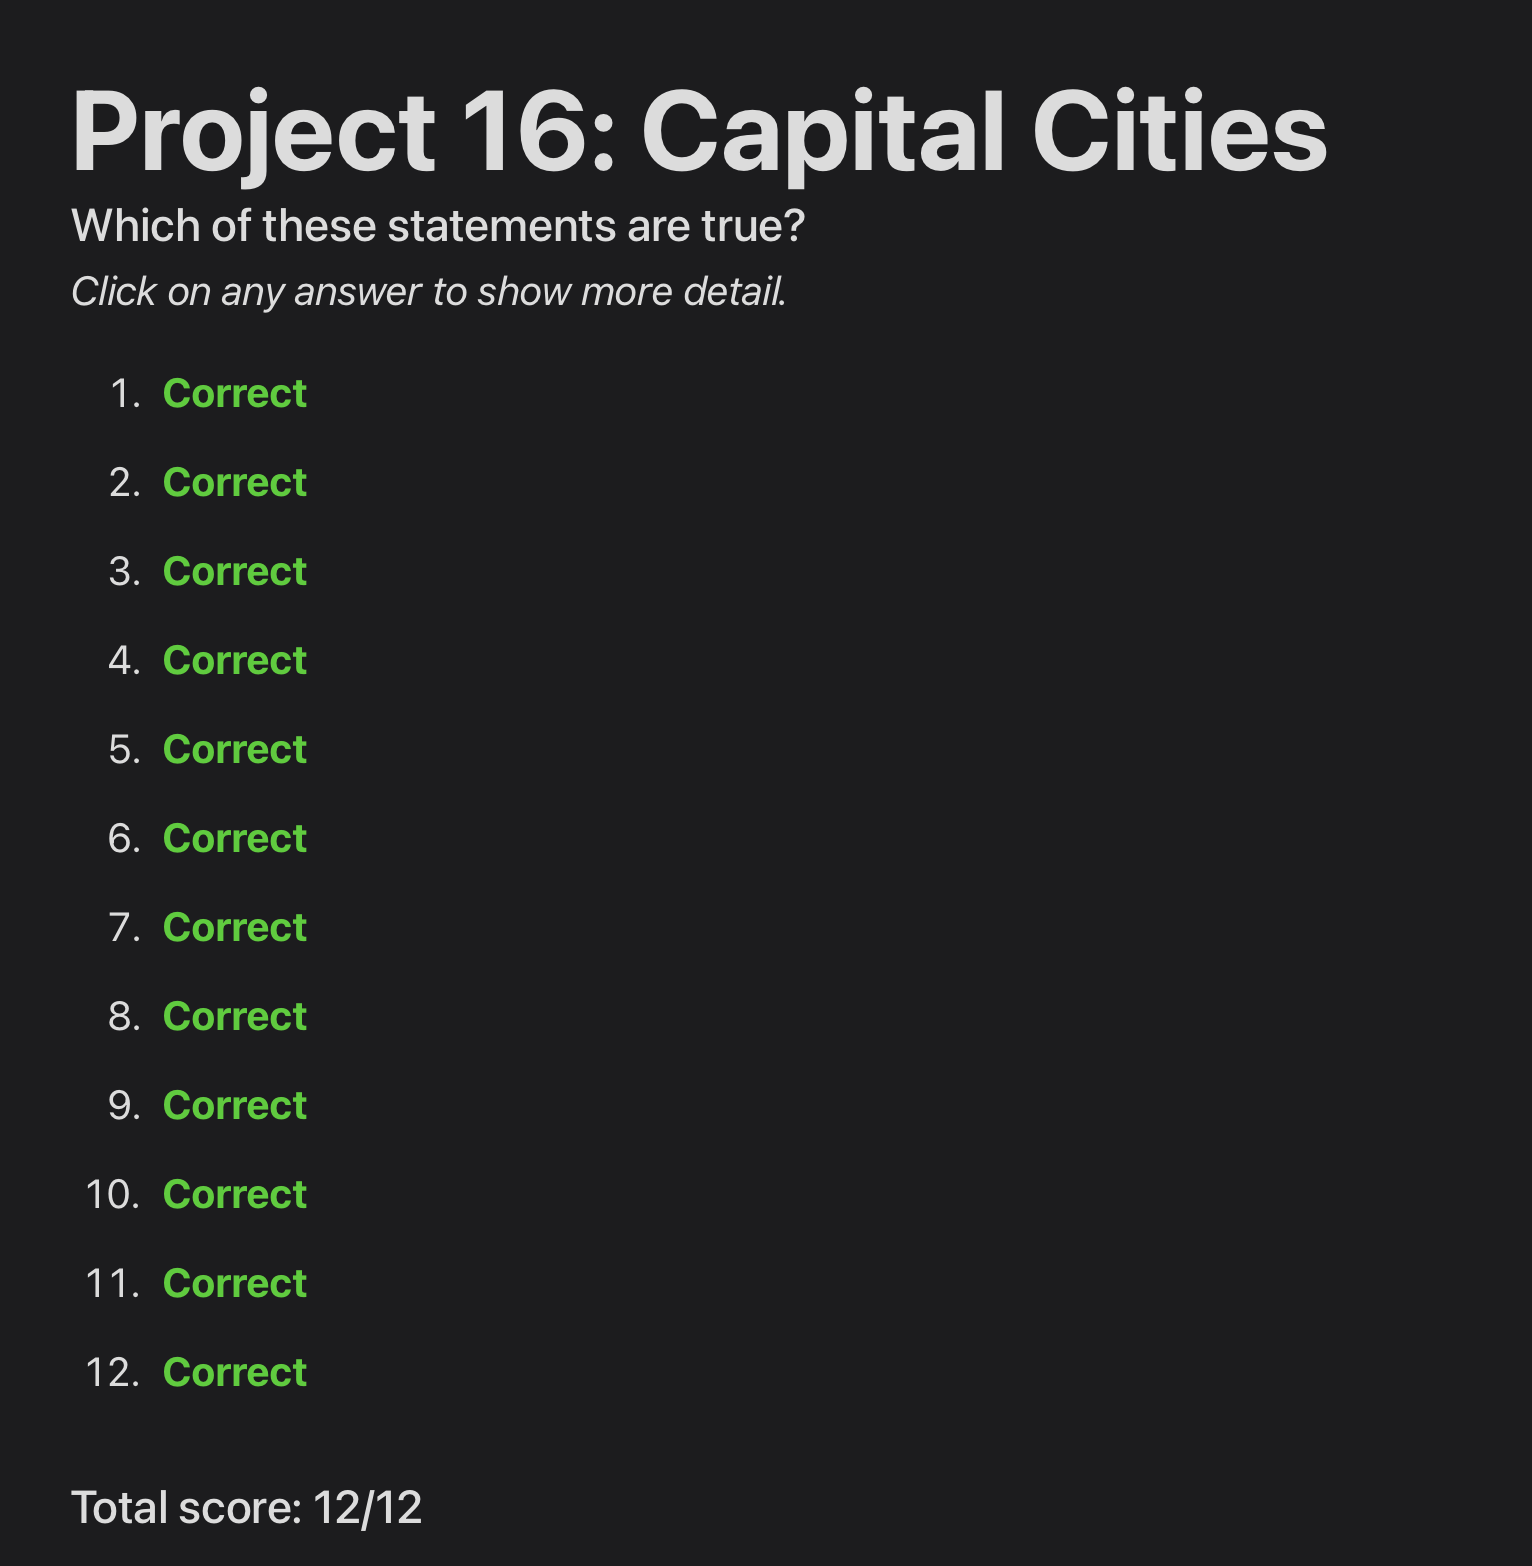 Project 16: Capital Cities
Which of these statements are true?
Click on any answer to show more detail.
1. Correct
2. Correct
3. Correct
4. Correct
5. Correct
6. Correct
7. Correct
8. Correct
9. Correct
10. Correct
11. Correct
12. Correct
Total score: 12/12